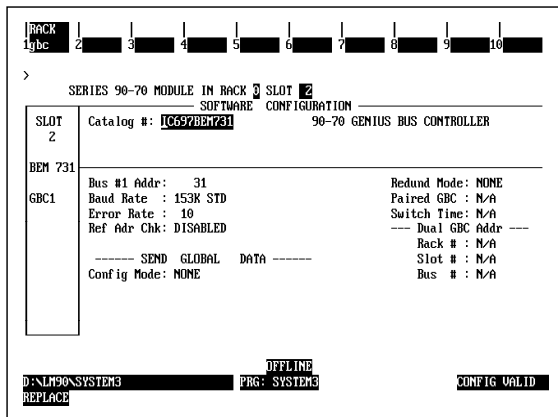 RACK
1gbc 2 3 4 5 6 7 8 9 10
>
SERIES 90-70 MODULE IN RACK 0 SLOT 2
SOFTWARE CONFIGURATION
SLOT Catalog #: IC697BEM731 90-70 GENIUS BUS CONTROLLER
2
BEM 731
Bus #1 Addr: 31 Redund Mode: NONE
GBC1 Baud Rate : 153K STD Paired GBC : N/A
Error Rate : 10 Switch Time: N/A
Ref Adr Chk: DISABLED --- Dual GBC Addr ---
Rack # : N/A
------ SEND GLOBAL DATA ------ Slot # : N/A
Config Mode: NONE Bus # : N/A
OFFLINE
D:\LM90\SYSTEM3 PRG: SYSTEM3 CONFIG VALID
REPLACE